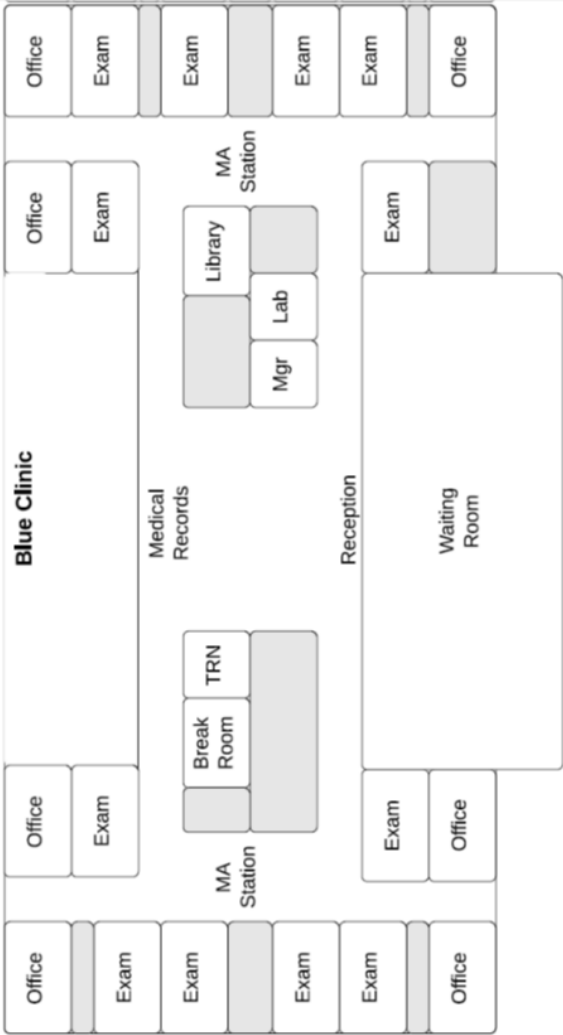 Office
Office
Blue Clinic
Office
Office
Exam
Exam
Exam
Exam
Medical
Records
Exam
Break
Room
TRN
Library
Exam
MA
Station
MA
Station
Mgr
Lab
Exam
Exam
Reception
Exam
Exam
Exam
Exam
Office
Office
Waiting
Room
Office